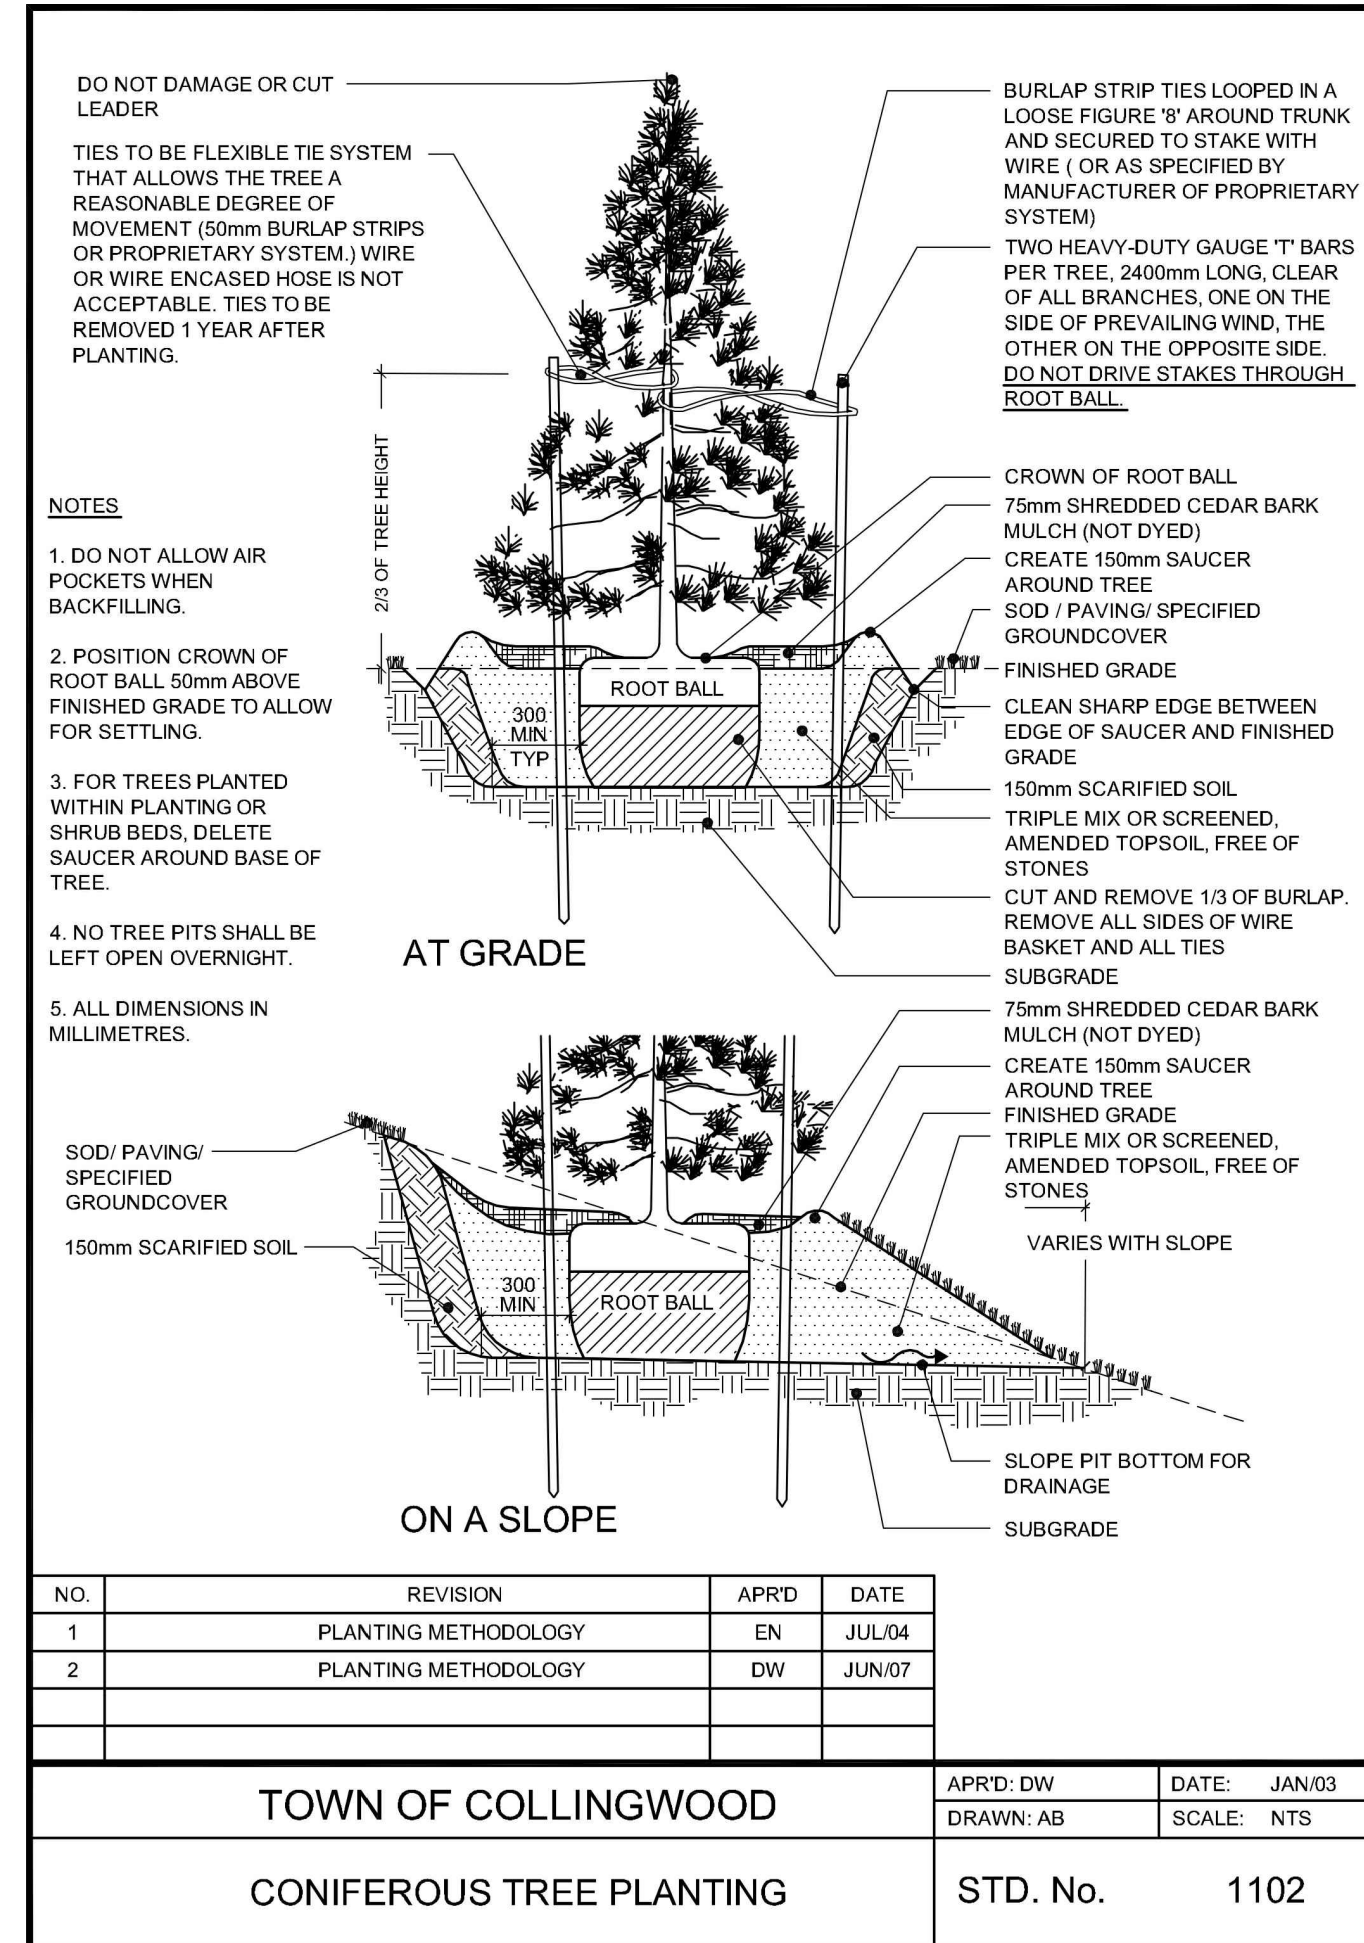 DO NOT DAMAGE OR CUT
LEADER
TIES TO BE FLEXIBLE TIE SYSTEM
THAT ALLOWS THE TREE A
REASONABLE DEGREE OF
MOVEMENT (50mm BURLAP STRIPS
OR PROPRIETARY SYSTEM.) WIRE
OR WIRE ENCASED HOSE IS NOT
ACCEPTABLE. TIES TO BE
REMOVED 1 YEAR AFTER
PLANTING.
2/3 OF TREE HEIGHT
NOTES
1. DO NOT ALLOW AIR
POCKETS WHEN
BACKFILLING.
2. POSITION CROWN OF
ROOT BALL 50mm ABOVE
FINISHED GRADE TO ALLOW
FOR SETTLING.
3. FOR TREES PLANTED
WITHIN PLANTING OR
SHRUB BEDS, DELETE
SAUCER AROUND BASE OF
TREE.
4. NO TREE PITS SHALL BE
LEFT OPEN OVERNIGHT.
5. ALL DIMENSIONS IN
MILLIMETRES.
BURLAP STRIP TIES LOOPED IN A
LOOSE FIGURE '8' AROUND TRUNK
AND SECURED TO STAKE WITH
WIRE ( OR AS SPECIFIED BY
MANUFACTURER OF PROPRIETARY
SYSTEM)
TWO HEAVY-DUTY GAUGE 'T' BARS
PER TREE, 2400mm LONG, CLEAR
OF ALL BRANCHES, ONE ON THE
SIDE OF PREVAILING WIND, THE
OTHER ON THE OPPOSITE SIDE.
DO NOT DRIVE STAKES THROUGH
ROOT BALL.
CROWN OF ROOT BALL
75mm SHREDDED CEDAR BARK
MULCH (NOT DYED)
CREATE 150mm SAUCER
AROUND TREE
SOD / PAVING/ SPECIFIED
GROUNDCOVER
FINISHED GRADE
CLEAN SHARP EDGE BETWEEN
EDGE OF SAUCER AND FINISHED
GRADE
150mm SCARIFIED SOIL
TRIPLE MIX OR SCREENED,
AMENDED TOPSOIL, FREE OF
STONES
CUT AND REMOVE 1/3 OF BURLAP.
REMOVE ALL SIDES OF WIRE
BASKET AND ALL TIES
SUBGRADE
ROOT BALL
300
MIN
TYP
AT GRADE
75mm SHREDDED CEDAR BARK
MULCH (NOT DYED)
CREATE 150mm SAUCER
AROUND TREE
FINISHED GRADE
TRIPLE MIX OR SCREENED,
AMENDED TOPSOIL, FREE OF
STONES
VARIES WITH SLOPE
SOD/ PAVING/
SPECIFIED
GROUNDCOVER
150mm SCARIFIED SOIL
300
MIN
ROOT BALL
SLOPE PIT BOTTOM FOR
DRAINAGE
SUBGRADE
ON A SLOPE
NO. REVISION APR'D DATE
1 PLANTING METHODOLOGY EN JUL/04
2 PLANTING METHODOLOGY DW JUN/07
TOWN OF COLLINGWOOD
APR'D: DW DATE: JAN/03
DRAWN: AB SCALE: NTS
CONIFEROUS TREE PLANTING
STD. No. 1102